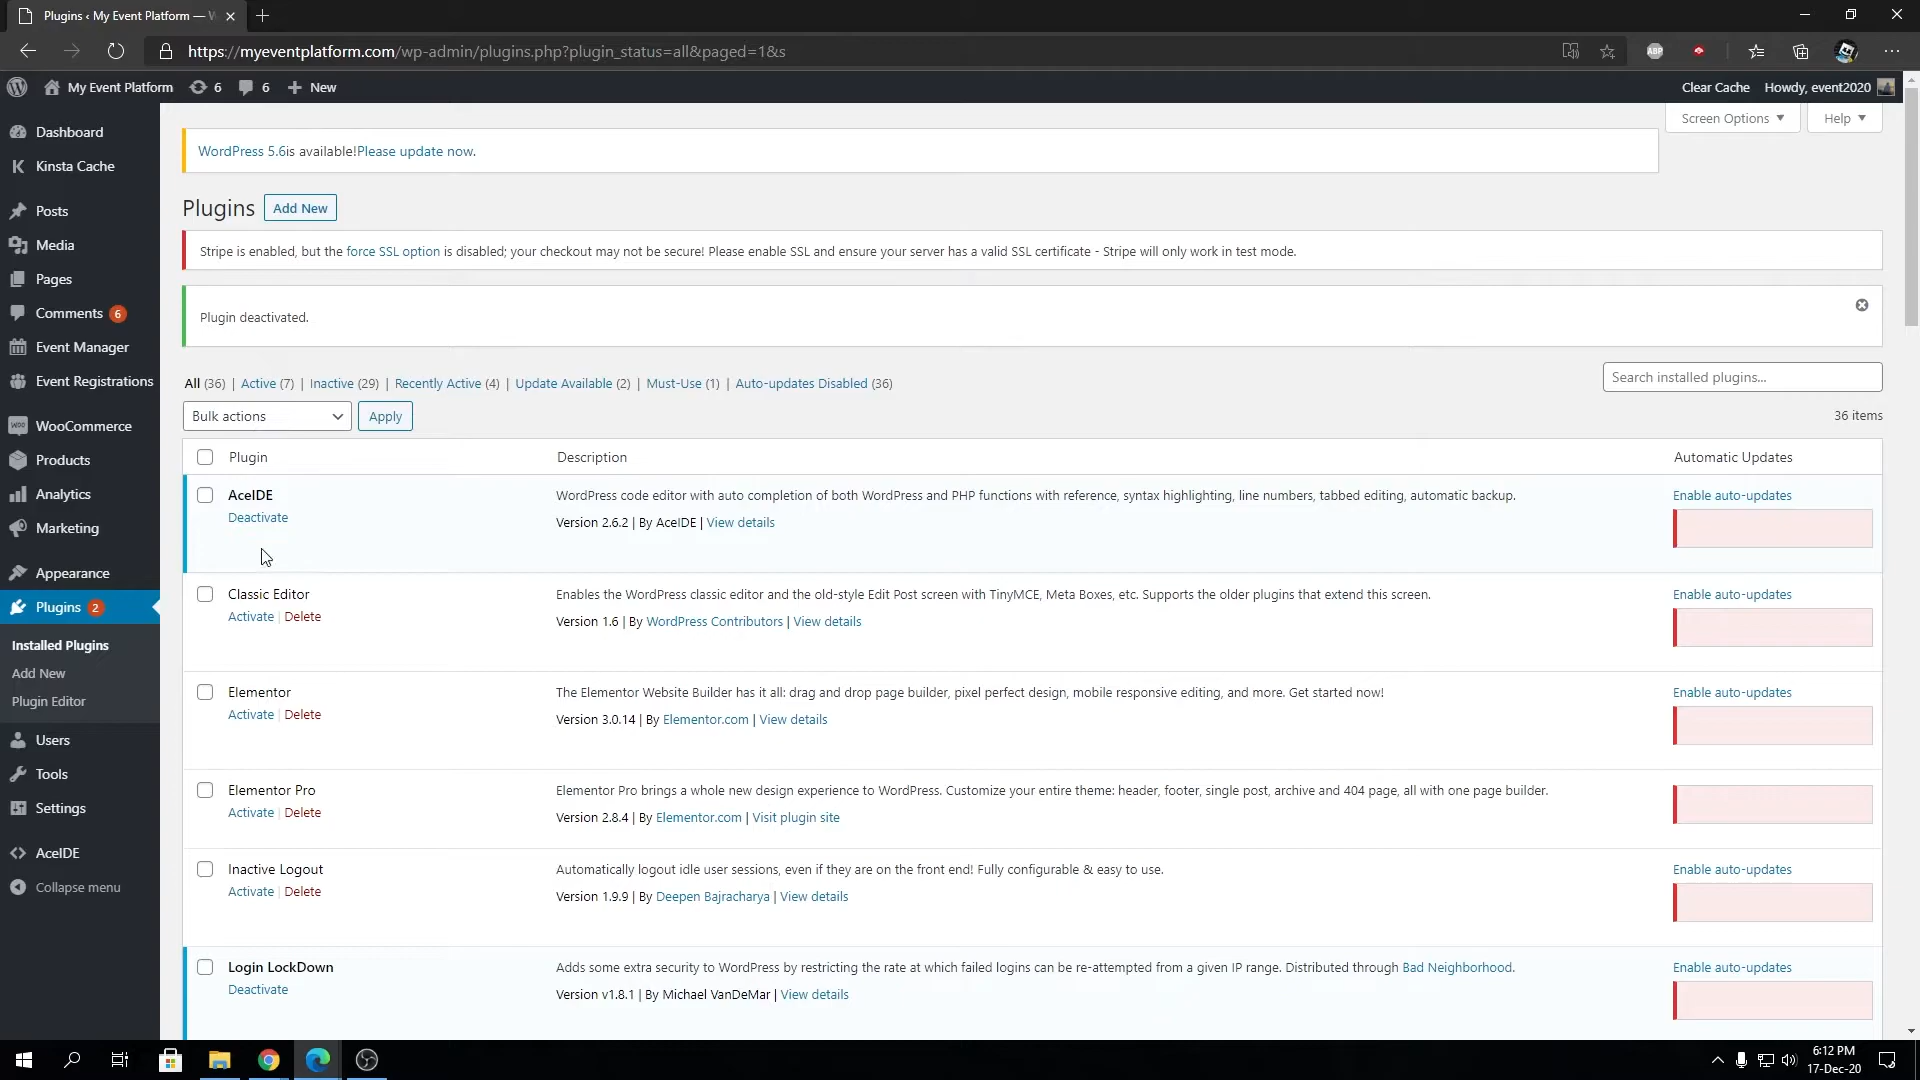 Plugins ‹ My Event Platform — W
https://myeventplatform.com/wp-admin/plugins.php?plugin_status=all&paged=1&s
ABP
My Event Platform 6 6 New
Clear Cache Howdy, event2020
Dashboard
Kinsta Cache
Posts
Media
Pages
Comments 6
Event Manager
Event Registrations
WooCommerce
Products
Analytics
Marketing
Appearance
Plugins 2
Installed Plugins
Add New
Plugin Editor
Users
Tools
Settings
AceIDE
Collapse menu
Screen Options Help
WordPress 5.6is available!Please update now.
Plugins Add New
Stripe is enabled, but the force SSL option is disabled; your checkout may not be secure! Please enable SSL and ensure your server has a valid SSL certificate - Stripe will only work in test mode.
Plugin deactivated.
All (36) | Active (7) | Inactive (29) | Recently Active (4) | Update Available (2) | Must-Use (1) | Auto-updates Disabled (36)
Search installed plugins...
Bulk actions Apply
36 items
Plugin Description Automatic Updates
AceIDE
Deactivate
WordPress code editor with auto completion of both WordPress and PHP functions with reference, syntax highlighting, line numbers, tabbed editing, automatic backup.
Version 2.6.2 | By AceIDE | View details
Enable auto-updates
Classic Editor
Activate | Delete
Enables the WordPress classic editor and the old-style Edit Post screen with TinyMCE, Meta Boxes, etc. Supports the older plugins that extend this screen.
Version 1.6 | By WordPress Contributors | View details
Enable auto-updates
Elementor
Activate | Delete
The Elementor Website Builder has it all: drag and drop page builder, pixel perfect design, mobile responsive editing, and more. Get started now!
Version 3.0.14 | By Elementor.com | View details
Enable auto-updates
Elementor Pro
Activate | Delete
Elementor Pro brings a whole new design experience to WordPress. Customize your entire theme: header, footer, single post, archive and 404 page, all with one page builder.
Version 2.8.4 | By Elementor.com | Visit plugin site
Inactive Logout
Activate | Delete
Automatically logout idle user sessions, even if they are on the front end! Fully configurable & easy to use.
Version 1.9.9 | By Deepen Bajracharya | View details
Enable auto-updates
Login LockDown
Deactivate
Adds some extra security to WordPress by restricting the rate at which failed logins can be re-attempted from a given IP range. Distributed through Bad Neighborhood.
Version v1.8.1 | By Michael VanDeMar | View details
Enable auto-updates
6:12 PM
17-Dec-20